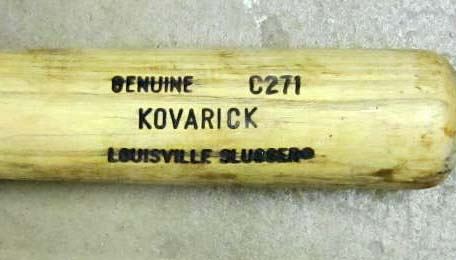 GENUINE C271
KOVARICK
LOUISVILLE SLUGGER®